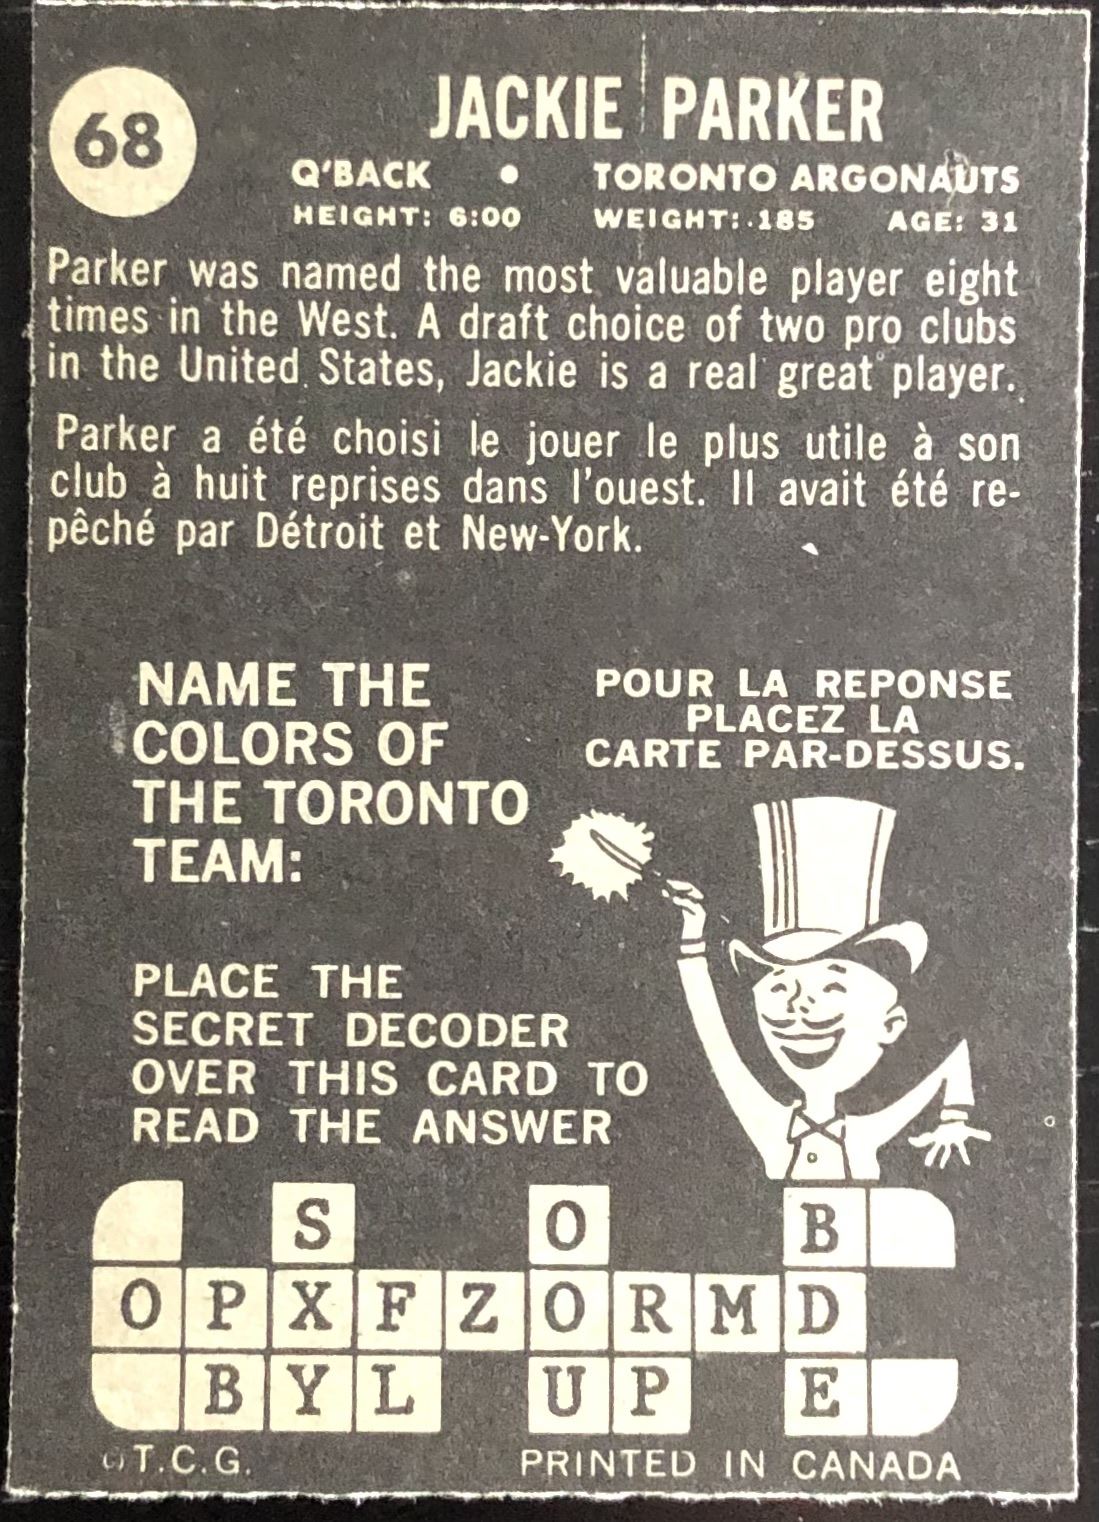 68
JACKIE PARKER
Q'BACK • TORONTO ARGONAUTS
HEIGHT: 6:00 WEIGHT: 185 AGE: 31
Parker was named the most valuable player eight
times in the West. A draft choice of two pro clubs
in the United States, Jackie is a real great player.
Parker a été choisi le jouer le plus utile à son
club à huit reprises dans l'ouest. Il avait été re-
pêché par Détroit et New-York.
NAME THE
COLORS OF
THE TORONTO
TEAM:
POUR LA REPONSE
PLACEZ LA
CARTE PAR-DESSUS.
PLACE THE
SECRET DECODER
OVER THIS CARD TO
READ THE ANSWER
S O B
O P X F Z O R M D
B Y L U P E
© T.C.G. PRINTED IN CANADA